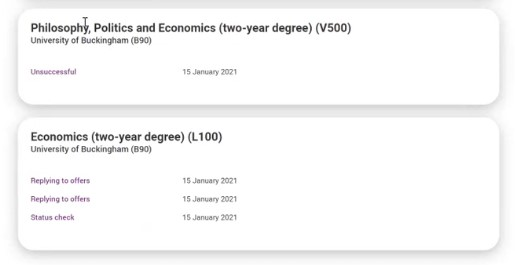 Philosophy, Politics and Economics (two-year degree) (V500)
University of Buckingham (B90)
Unsuccessful 15 January 2021
Economics (two-year degree) (L100)
University of Buckingham (B90)
Replying to offers 15 January 2021
Replying to offers 15 January 2021
Status check 15 January 2021